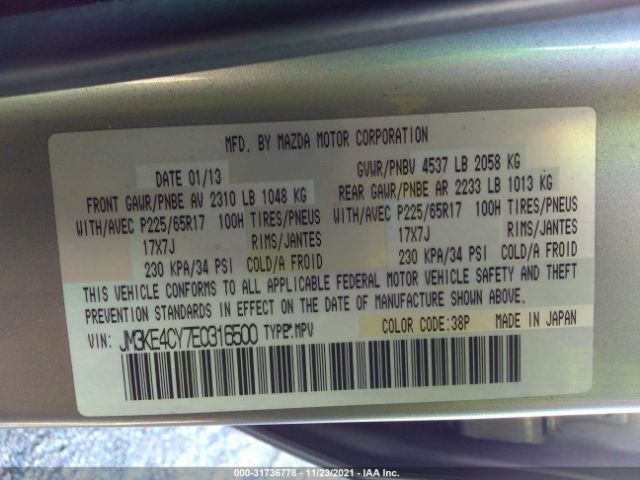 MFD. BY MAZDA MOTOR CORPORATION
DATE 01/13 GVWR/PNBV 4537 LB 2058 KG
FRONT GAWR/PNBE AV 2310 LB 1048 KG REAR GAWR/PNBE AR 2233 LB 1013 KG
WITH/AVEC P225/65R17 100H TIRES/PNEUS WITH/AVEC P225/65R17 100H TIRES/PNEUS
17X7J RIMS/JANTES 17X7J RIMS/JANTES
230 KPA/34 PSI COLD/A FROID 230 KPA/34 PSI COLD/A FROID
THIS VEHICLE CONFORMS TO ALL APPLICABLE FEDERAL MOTOR VEHICLE SAFETY AND THEFT
PREVENTION STANDARDS IN EFFECT ON THE DATE OF MANUFACTURE SHOWN ABOVE.
VIN: JM3KE4CY7E0316500 TYPE:MPV COLOR CODE:38P MADE IN JAPAN
000-31736778 - 11/23/2021 - IAA Inc.